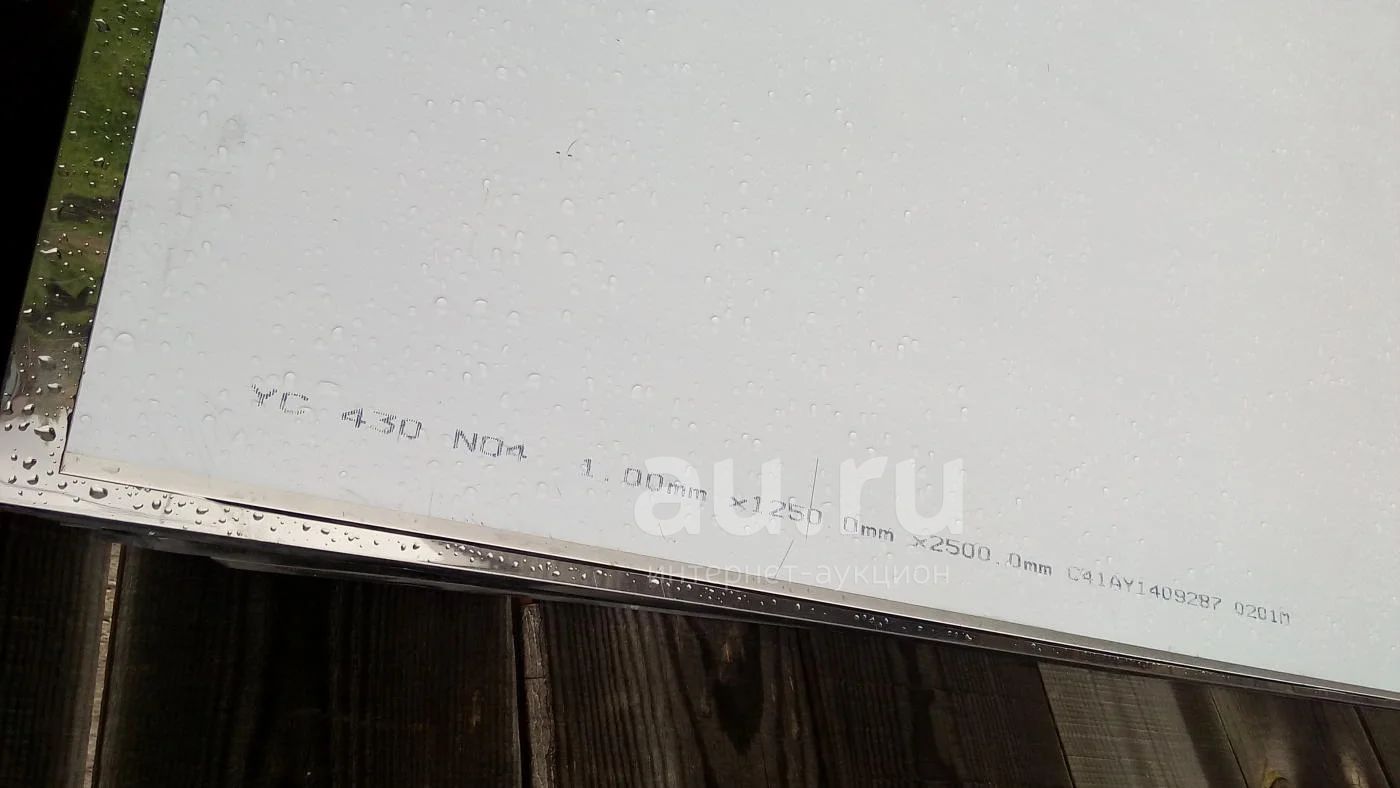 YC 430 NO4 1.00mm x1250.0mm x2500.0mm C41AY1409287 0201M
au.ru
интернет-аукцион